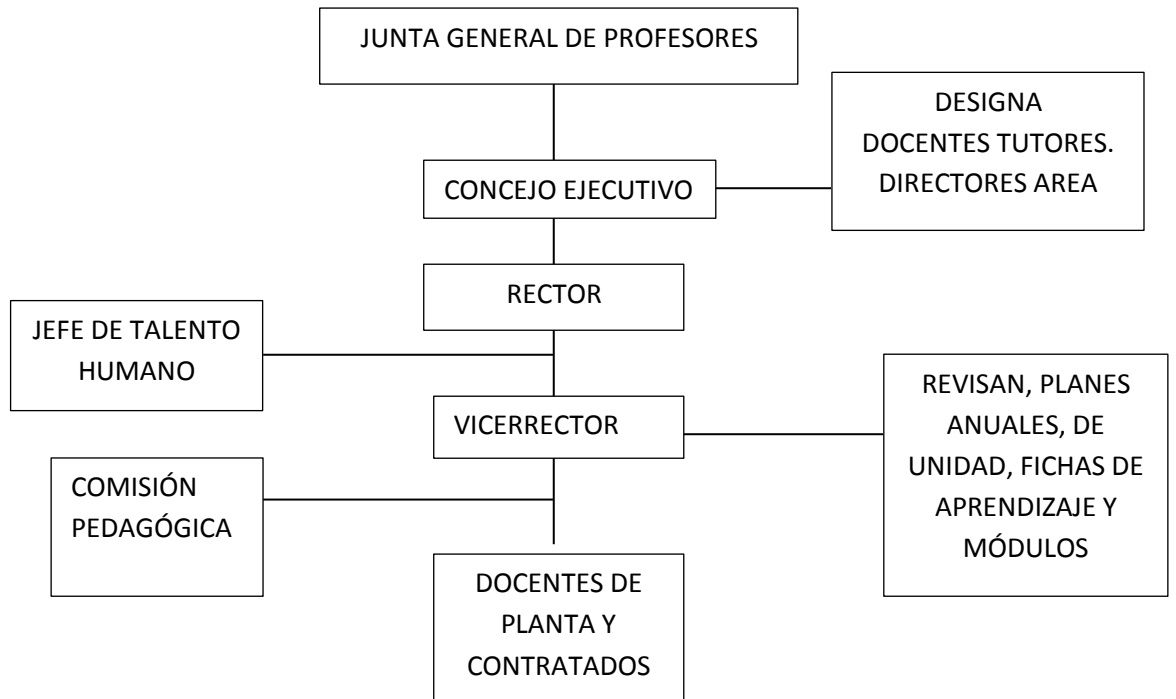 JUNTA GENERAL DE PROFESORES
DESIGNA
DOCENTES TUTORES.
DIRECTORES AREA
CONCEJO EJECUTIVO
RECTOR
JEFE DE TALENTO
HUMANO
VICERRECTOR
REVISAN, PLANES
ANUALES, DE
UNIDAD, FICHAS DE
APRENDIZAJE Y
MÓDULOS
COMISIÓN
PEDAGÓGICA
DOCENTES DE
PLANTA Y
CONTRATADOS